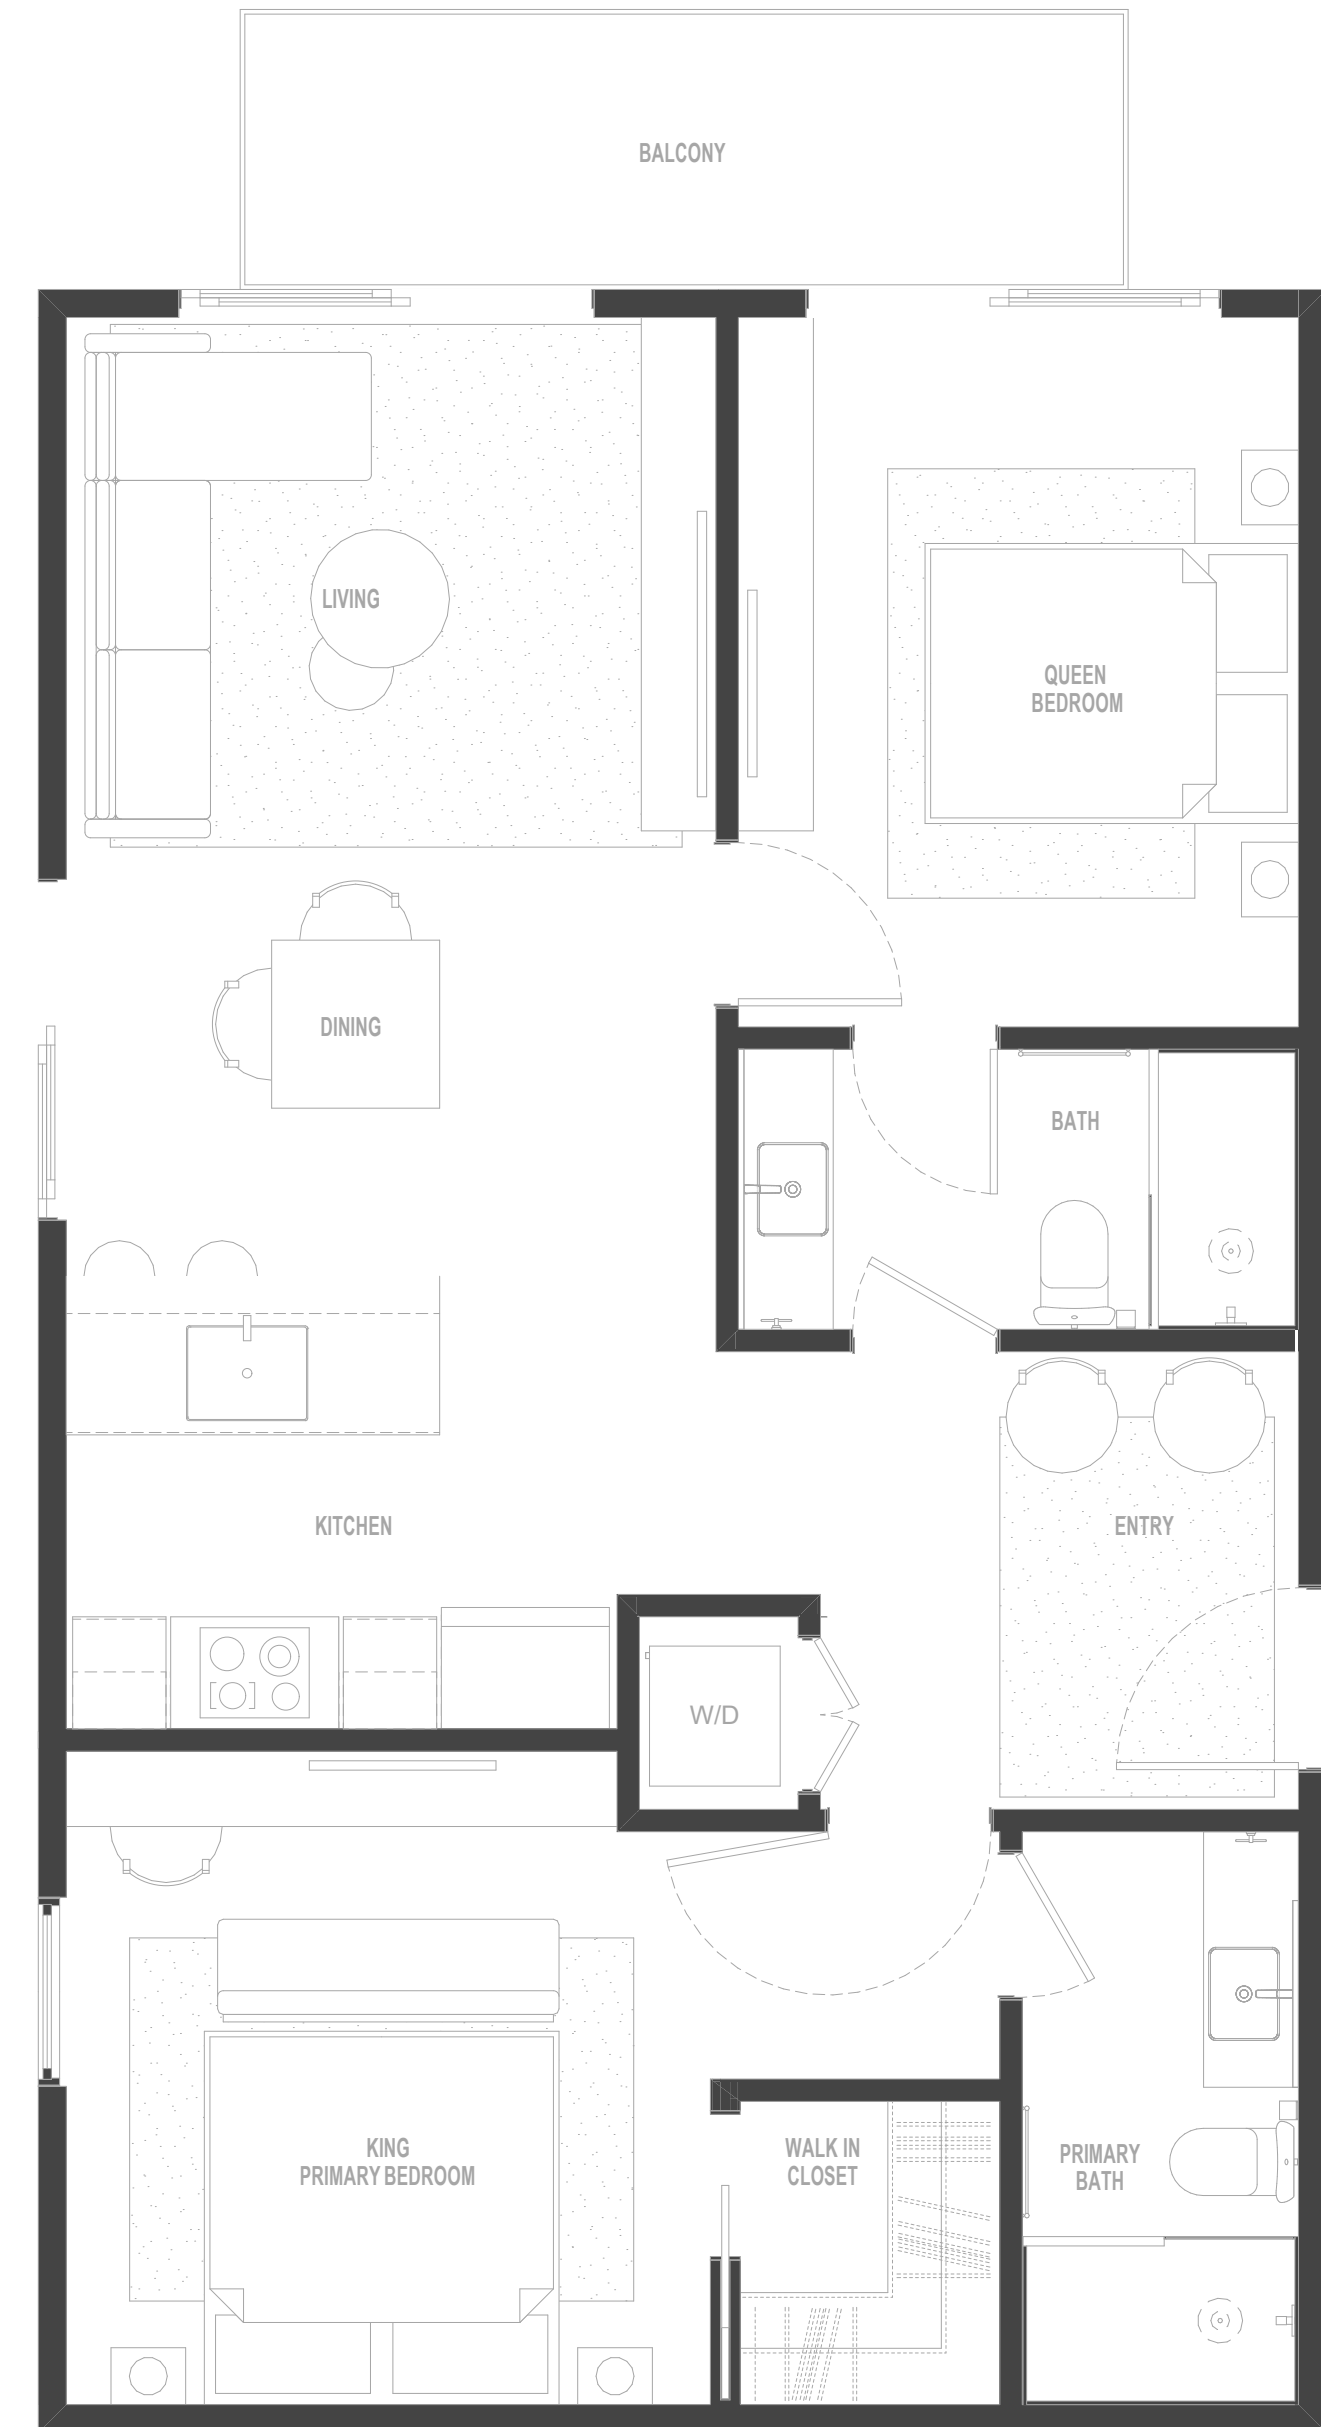 BALCONY
LIVING
QUEEN
BEDROOM
DINING
BATH
KITCHEN
ENTRY
W/D
KING
PRIMARY BEDROOM
WALK IN
CLOSET
PRIMARY
BATH